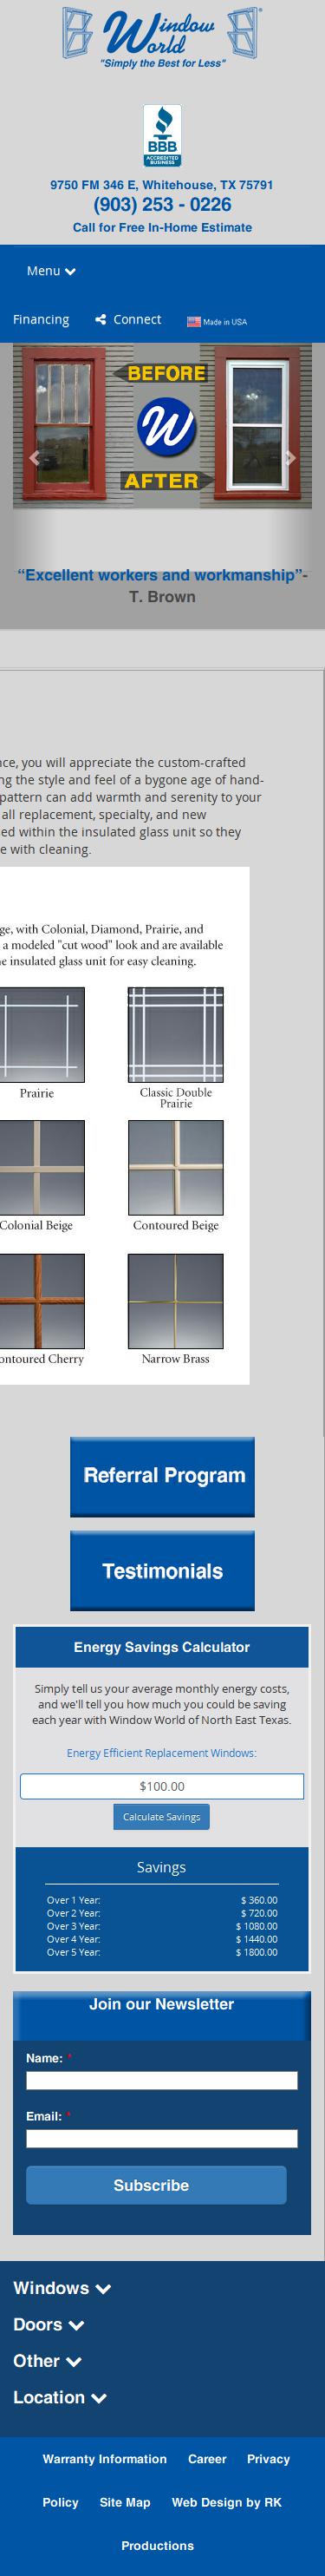 Window World®
"Simply the Best for Less"
BBB
ACCREDITED BUSINESS
9750 FM 346 E, Whitehouse, TX 75791
(903) 253 - 0226
Call for Free In-Home Estimate
Menu
Financing Connect Made in USA
BEFORE
W
AFTER
“Excellent workers and workmanship”-
T. Brown
nce, you will appreciate the custom-crafted
ng the style and feel of a bygone age of hand-
pattern can add warmth and serenity to your
all replacement, specialty, and new
ed within the insulated glass unit so they
e with cleaning.
ge, with Colonial, Diamond, Prairie, and
a modeled "cut wood" look and are available
e insulated glass unit for easy cleaning.
Prairie
Classic Double
Prairie
Colonial Beige
Contoured Beige
ontoured Cherry
Narrow Brass
Referral Program
Testimonials
Energy Savings Calculator
Simply tell us your average monthly energy costs,
and we'll tell you how much you could be saving
each year with Window World of North East Texas.
Energy Efficient Replacement Windows:
$100.00
Calculate Savings
Savings
Over 1 Year: $ 360.00
Over 2 Year: $ 720.00
Over 3 Year: $ 1080.00
Over 4 Year: $ 1440.00
Over 5 Year: $ 1800.00
Join our Newsletter
Name: *
Email: *
Subscribe
Windows
Doors
Other
Location
Warranty Information Career Privacy
Policy Site Map Web Design by RK
Productions